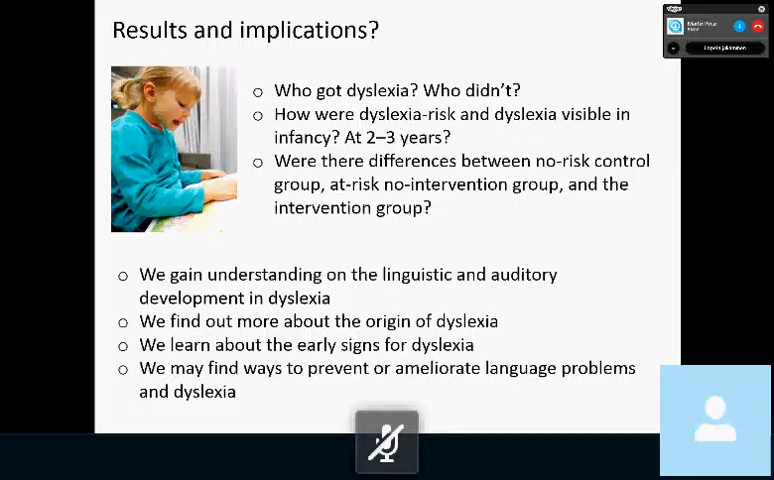 Results and implications?
o Who got dyslexia? Who didn't?
o How were dyslexia-risk and dyslexia visible in
infancy? At 2–3 years?
o Were there differences between no-risk control
group, at-risk no-intervention group, and the
intervention group?
o We gain understanding on the linguistic and auditory
development in dyslexia
o We find out more about the origin of dyslexia
o We learn about the early signs for dyslexia
o We may find ways to prevent or ameliorate language problems
and dyslexia